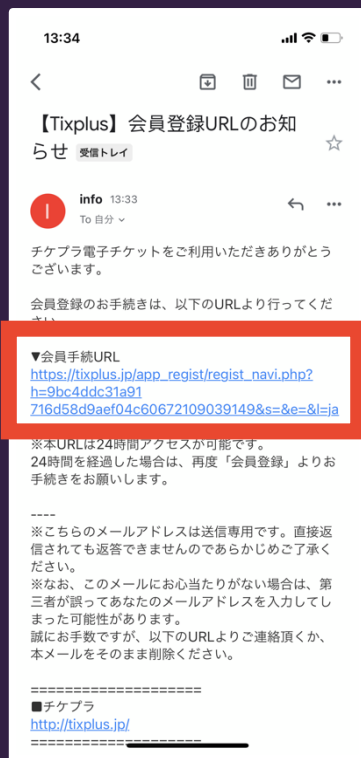 13:34
【Tixplus】会員登録URLのお知
らせ 受信トレイ
I
info 13:33
To 自分
チケプラ電子チケットをご利用いただきありがとう
ございます。
会員登録のお手続きは、以下のURLより行ってくだ
さい。
▼会員手続URL
https://tixplus.jp/app_regist/regist_navi.php?
h=9bc4ddc31a91
716d58d9aef04c60672109039149&s=&e=&l=ja
※本URLは24時間アクセスが可能です。
24時間を経過した場合は、再度「会員登録」よりお
手続きをお願いします。
----
※こちらのメールアドレスは送信専用です。直接返
信されても返答できませんのであらかじめご了承く
ださい。
※なお、このメールにお心当たりがない場合は、第
三者が誤ってあなたのメールアドレスを入力してし
まった可能性があります。
誠にお手数ですが、以下のURLよりご連絡頂くか、
本メールをそのまま削除ください。
====================
■チケプラ
http://tixplus.jp/
====================